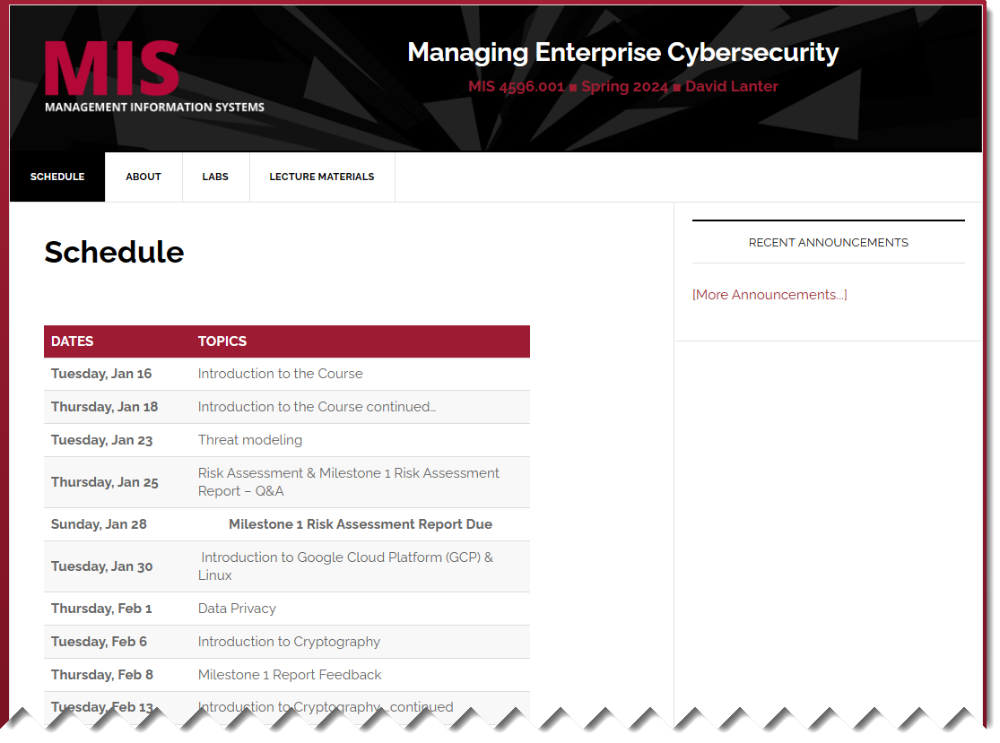 MIS
MANAGEMENT INFORMATION SYSTEMS
Managing Enterprise Cybersecurity
MIS 4596.001 ■ Spring 2024 ■ David Lanter
SCHEDULE ABOUT LABS LECTURE MATERIALS
Schedule
DATES TOPICS
Tuesday, Jan 16 Introduction to the Course
Thursday, Jan 18 Introduction to the Course continued…
Tuesday, Jan 23 Threat modeling
Thursday, Jan 25 Risk Assessment & Milestone 1 Risk Assessment
Report – Q&A
Sunday, Jan 28 Milestone 1 Risk Assessment Report Due
Tuesday, Jan 30 Introduction to Google Cloud Platform (GCP) &
Linux
Thursday, Feb 1 Data Privacy
Tuesday, Feb 6 Introduction to Cryptography
Thursday, Feb 8 Milestone 1 Report Feedback
Tuesday, Feb 13 Introduction to Cryptography…continued
RECENT ANNOUNCEMENTS
[More Announcements...]